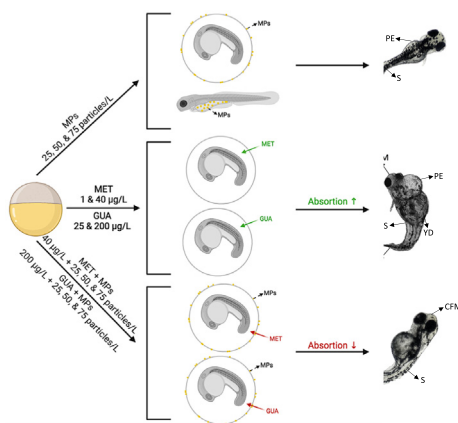 MPs
25, 50, & 75 particles/L
MPs
MPs
PE
S
MET
1 & 40 µg/L
GUA
25 & 200 µg/L
MET
GUA
Absortion ↑
M
PE
S
YD
MET + MPs
40 µg/L + 25, 50, & 75 particles/L
GUA + MPs
200 µg/L + 25, 50, & 75 particles/L
MPs
MET
MPs
GUA
Absortion ↓
CFM
S